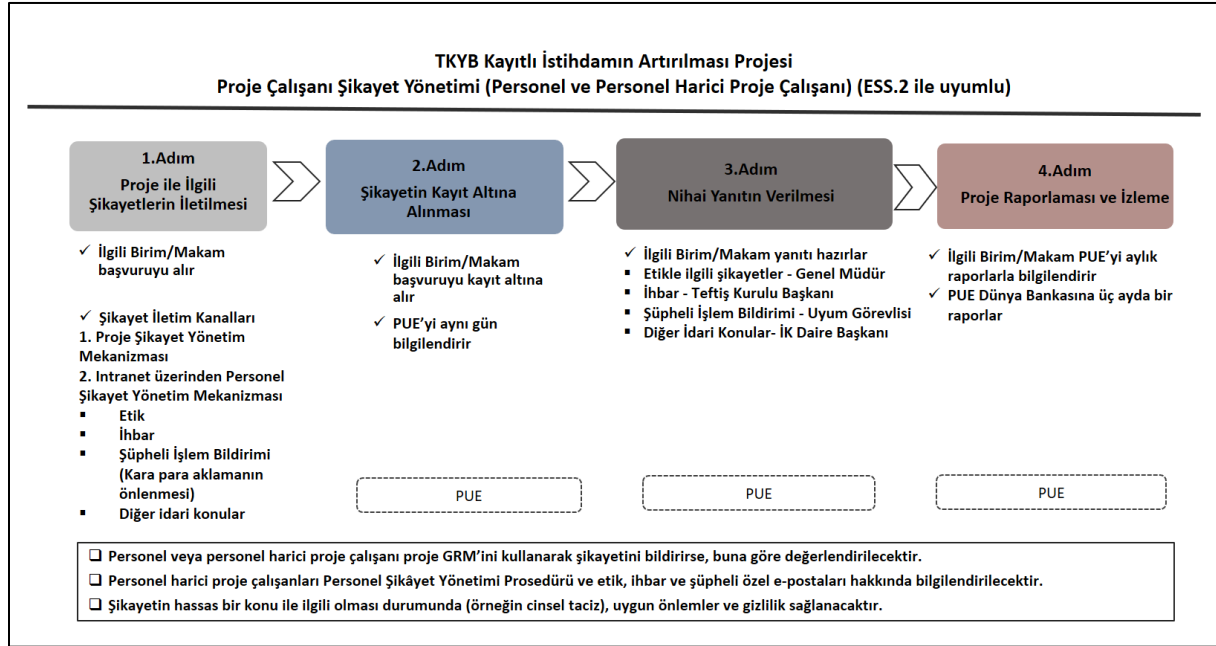 TKYB Kayıtlı İstihdamın Artırılması Projesi
Proje Çalışanı Şikayet Yönetimi (Personel ve Personel Harici Proje Çalışanı) (ESS.2 ile uyumlu)
1.Adım
Proje ile İlgili
Şikayetlerin İletilmesi
✓ İlgili Birim/Makam
başvuruyu alır
✓ Şikayet İletim Kanalları
1. Proje Şikayet Yönetim
Mekanizması
2. Intranet üzerinden Personel
Şikayet Yönetim Mekanizması
▪ Etik
▪ İhbar
▪ Şüpheli İşlem Bildirimi
(Kara para aklamanın
önlenmesi)
▪ Diğer idari konular
2.Adım
Şikayetin Kayıt Altına
Alınması
✓ İlgili Birim/Makam
başvuruyu kayıt altına
alır
✓ PUE'yi aynı gün
bilgilendirir
PUE
3.Adım
Nihai Yanıtın Verilmesi
✓ İlgili Birim/Makam yanıtı hazırlar
▪ Etikle ilgili şikayetler - Genel Müdür
▪ İhbar - Teftiş Kurulu Başkanı
▪ Şüpheli İşlem Bildirimi - Uyum Görevlisi
▪ Diğer İdari Konular- İK Daire Başkanı
PUE
4.Adım
Proje Raporlaması ve İzleme
✓ İlgili Birim/Makam PUE'yi aylık
raporlarla bilgilendirir
✓ PUE Dünya Bankasına üç ayda bir
raporlar
PUE
❑ Personel veya personel harici proje çalışanı proje GRM'ini kullanarak şikayetini bildirirse, buna göre değerlendirilecektir.
❑ Personel harici proje çalışanları Personel Şikâyet Yönetimi Prosedürü ve etik, ihbar ve şüpheli özel e-postaları hakkında bilgilendirilecektir.
❑ Şikayetin hassas bir konu ile ilgili olması durumunda (örneğin cinsel taciz), uygun önlemler ve gizlilik sağlanacaktır.